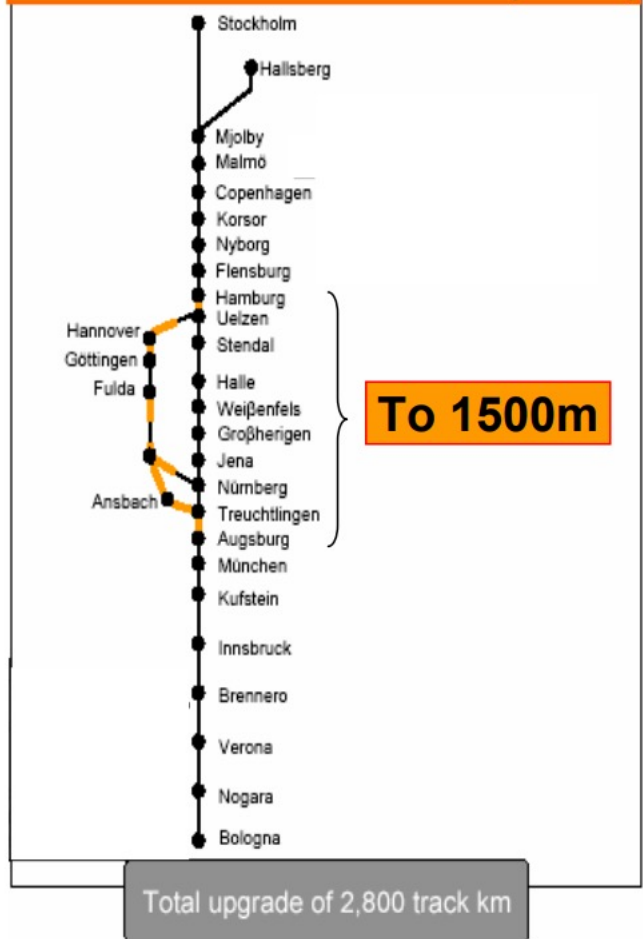 Stockholm
Hallsberg
Mjolby
Malmö
Copenhagen
Korsor
Nyborg
Flensburg
Hamburg
Uelzen
Hannover
Stendal
Göttingen
Halle
Fulda
Weiβenfels
To 1500m
Groβherigen
Jena
Nürnberg
Ansbach
Treuchtlingen
Augsburg
München
Kufstein
Innsbruck
Brennero
Verona
Nogara
Bologna
Total upgrade of 2,800 track km